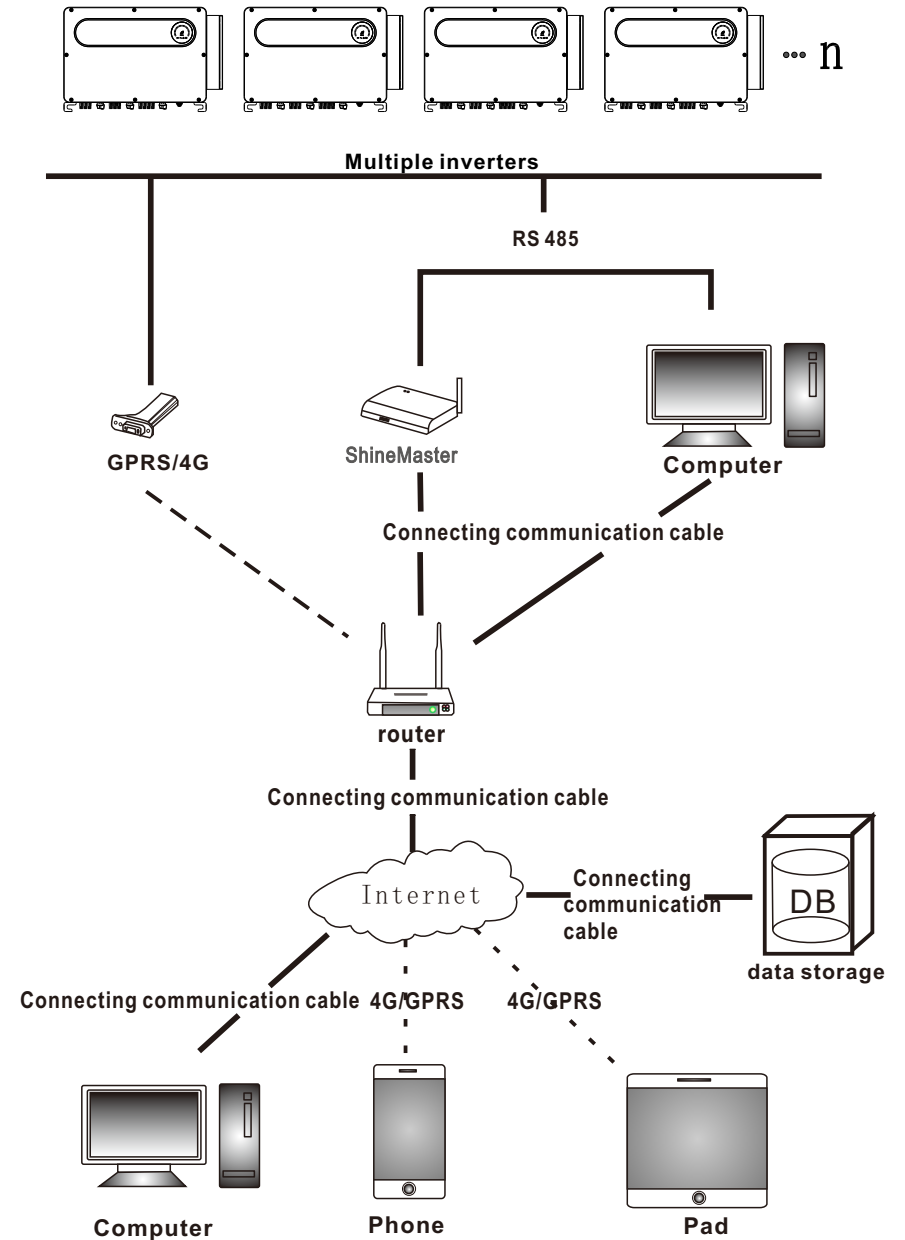 n
Multiple inverters
RS 485
GPRS/4G
ShineMaster
Computer
Connecting communication cable
router
Connecting communication cable
Internet
Connecting
communication
cable
DB
data storage
Connecting communication cable
4G/GPRS
4G/GPRS
Computer
Phone
Pad